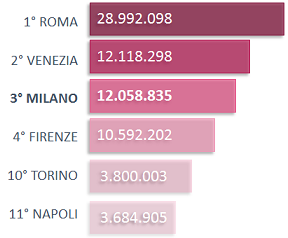 1° ROMA 28.992.098
2° VENEZIA 12.118.298
3° MILANO 12.058.835
4° FIRENZE 10.592.202
10° TORINO 3.800.003
11° NAPOLI 3.684.905